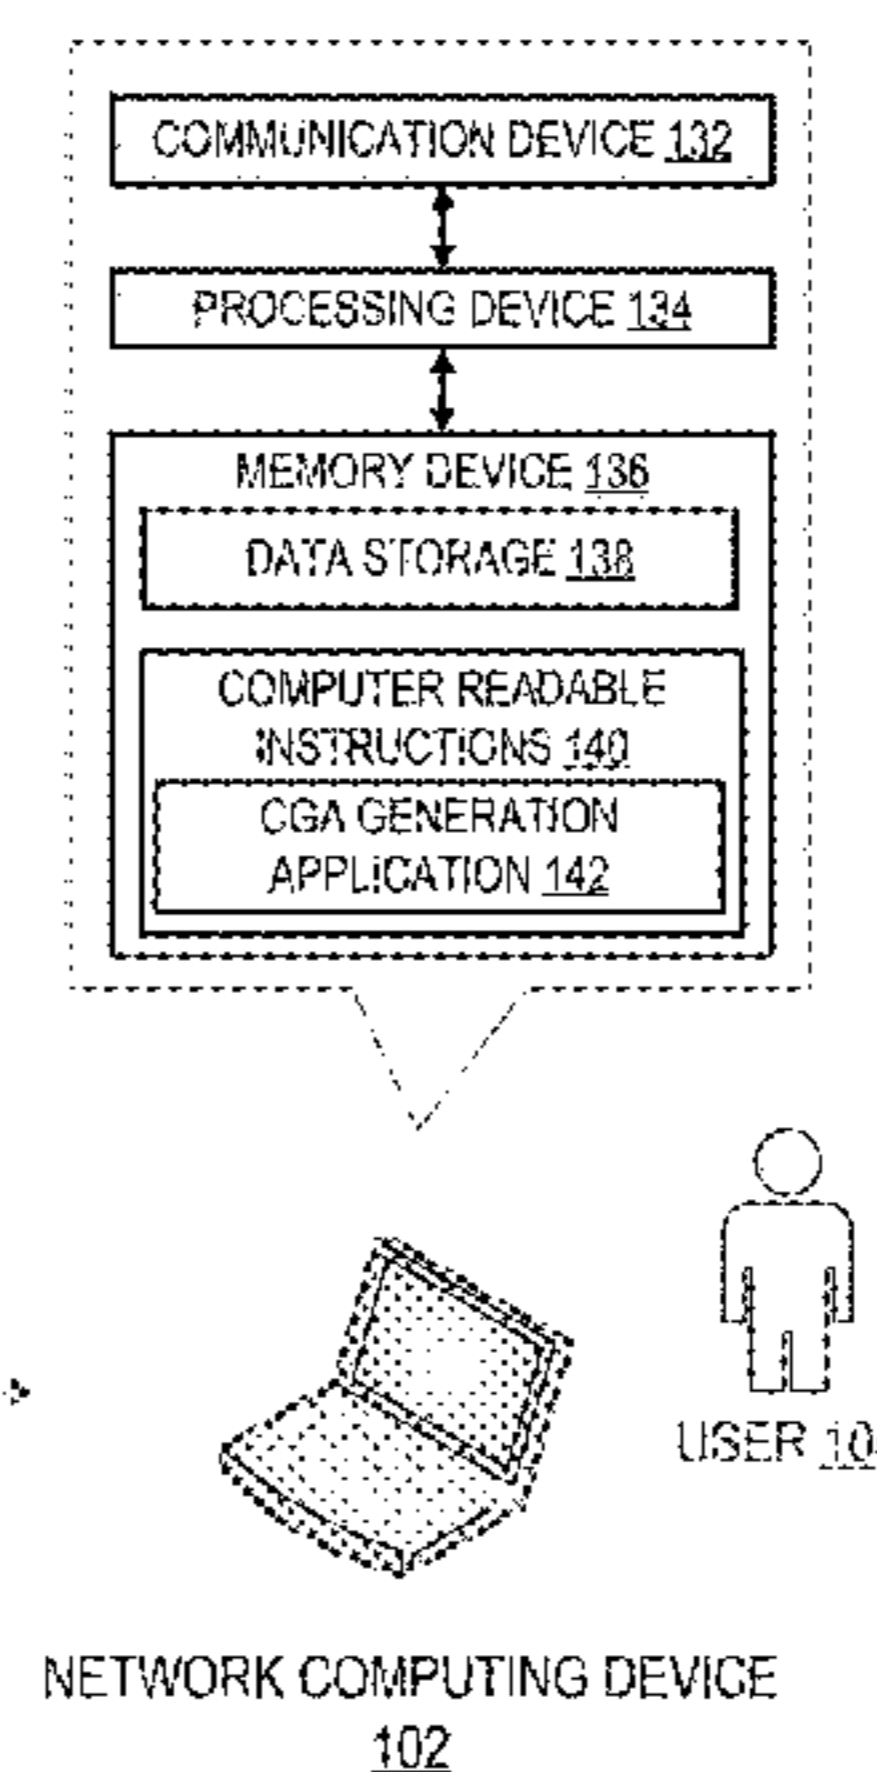 COMMUNICATION DEVICE 132
PROCESSING DEVICE 134
MEMORY DEVICE 136
DATA STORAGE 138
COMPUTER READABLE
INSTRUCTIONS 140
CGA GENERATION
APPLICATION 142
USER
NETWORK COMPUTING DEVICE
102